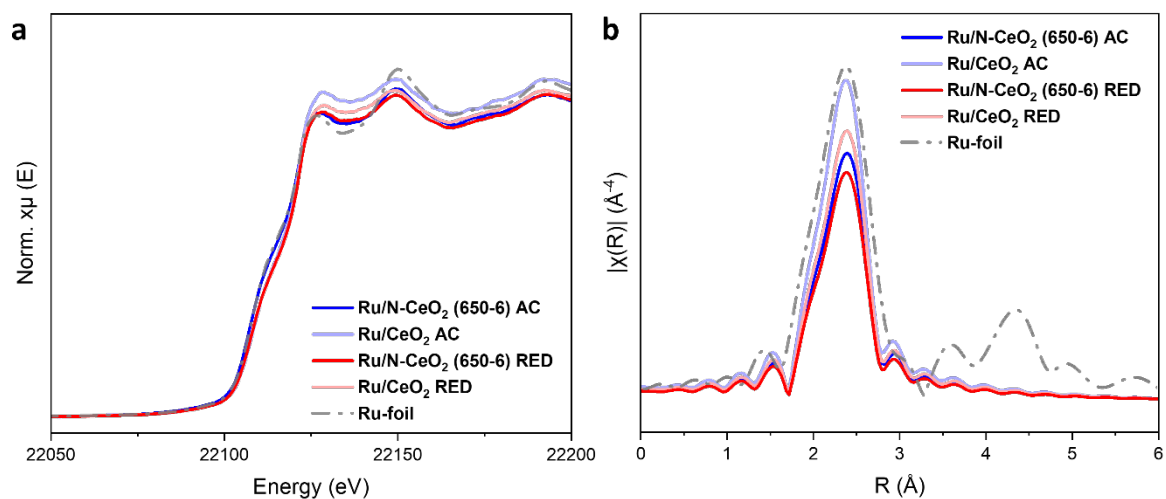 a
Norm. xμ (E)
Ru/N-CeO₂ (650-6) AC
Ru/CeO₂ AC
Ru/N-CeO₂ (650-6) RED
Ru/CeO₂ RED
Ru-foil
22050 22100 22150 22200
Energy (eV)
b
|χ(R)| (Å⁻⁴)
Ru/N-CeO₂ (650-6) AC
Ru/CeO₂ AC
Ru/N-CeO₂ (650-6) RED
Ru/CeO₂ RED
Ru-foil
0 1 2 3 4 5 6
R (Å)